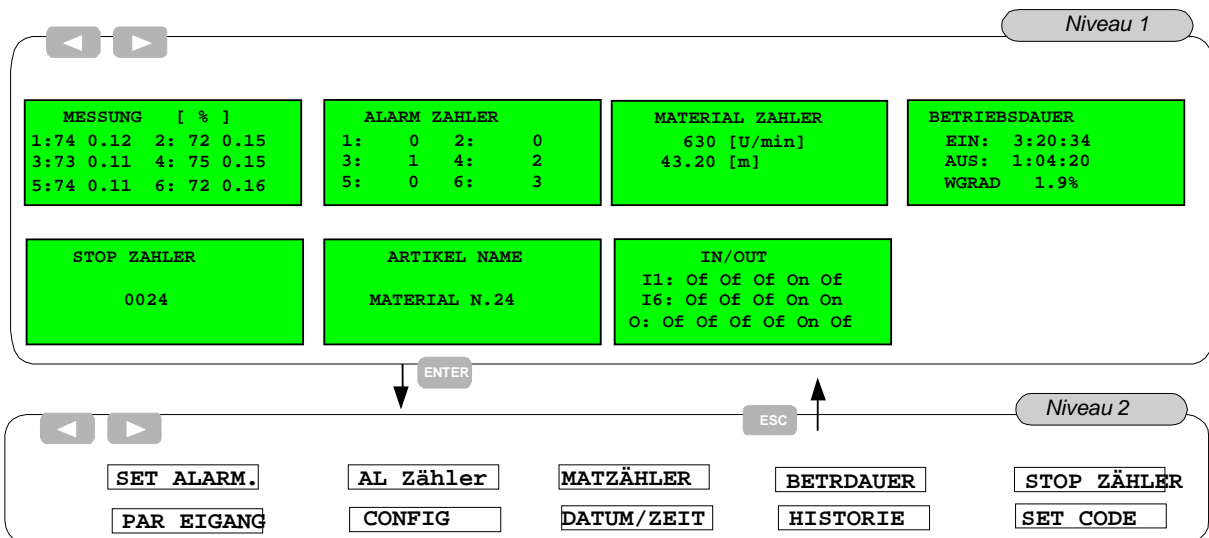 Niveau 1
MESSUNG [ % ]
1:74 0.12 2: 72 0.15
3:73 0.11 4: 75 0.15
5:74 0.11 6: 72 0.16
ALARM ZAHLER
1: 0 2: 0
3: 1 4: 2
5: 0 6: 3
MATERIAL ZAHLER
630 [U/min]
43.20 [m]
BETRIEBSDAUER
EIN: 3:20:34
AUS: 1:04:20
WGRAD 1.9%
STOP ZAHLER
0024
ARTIKEL NAME
MATERIAL N.24
IN/OUT
I1: Of Of Of On Of
I6: Of Of Of On On
O: Of Of Of Of On Of
ENTER
ESC
Niveau 2
SET ALARM.
AL Zähler
MATZÄHLER
BETRDAUER
STOP ZÄHLER
PAR EIGANG
CONFIG
DATUM/ZEIT
HISTORIE
SET CODE